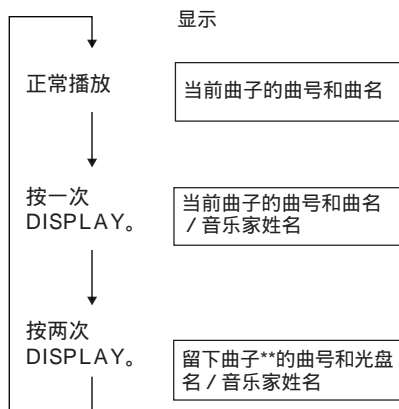 显示
正常播放
当前曲子的曲号和曲名
按一次
DISPLAY。
当前曲子的曲号和曲名
/ 音乐家姓名
按两次
DISPLAY。
留下曲子**的曲号和光盘
名 / 音乐家姓名